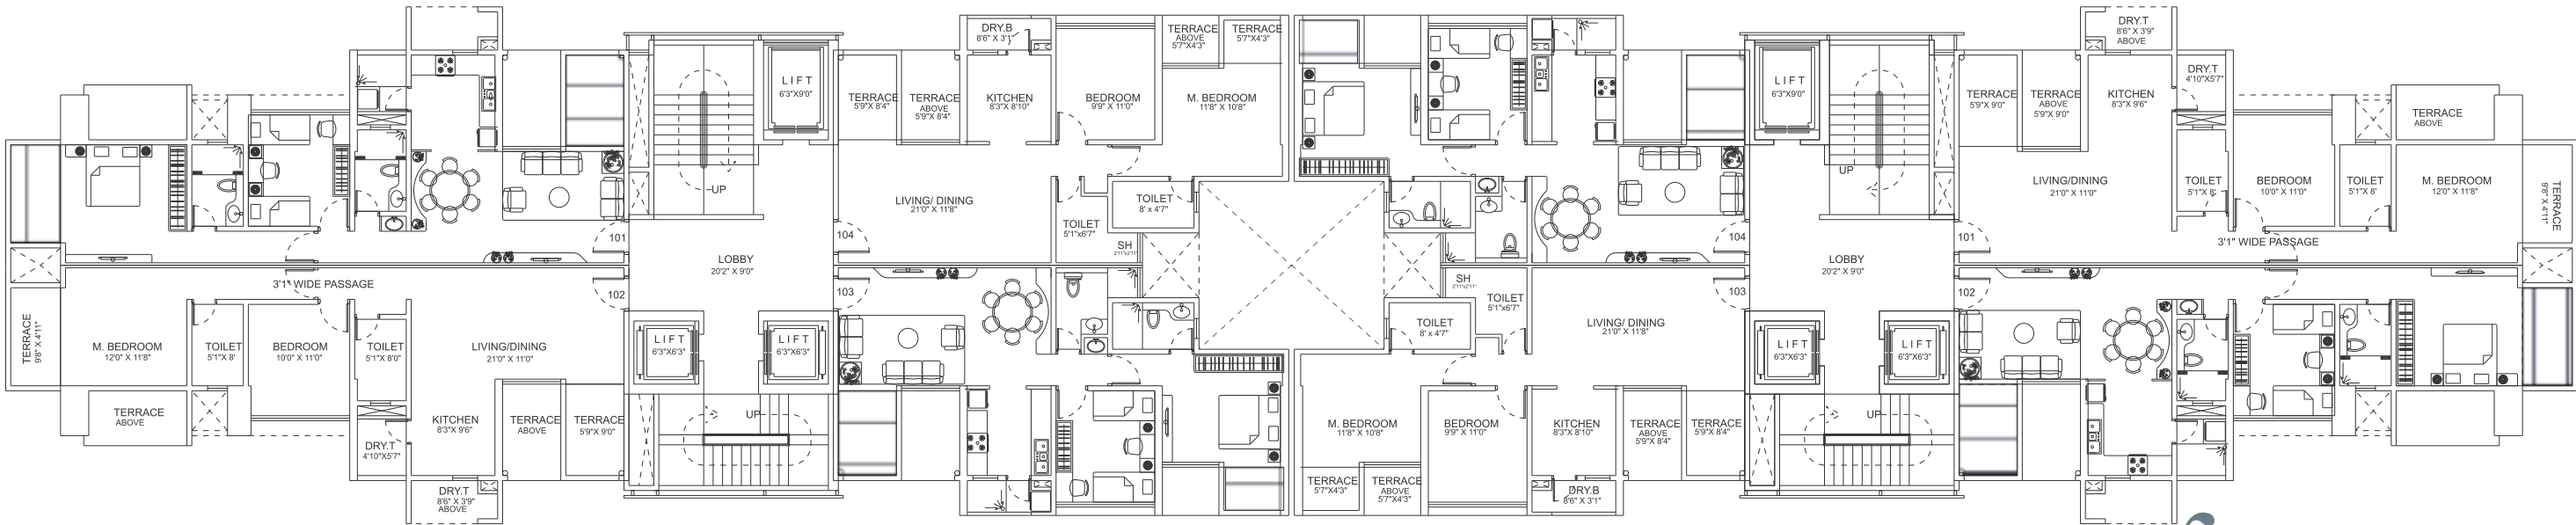 DRY.B
8'6" X 3'1"
TERRACE
ABOVE
5'7"X4'3"
TERRACE
5'7"X4'3"
DRY.T
8'6" X 3'9"
ABOVE
LIFT
6'3"X9'0"
TERRACE
5'9"X 8'4"
TERRACE
ABOVE
5'9"X 8'4"
KITCHEN
8'3"X 8'10"
BEDROOM
9'9" X 11'0"
M. BEDROOM
11'8" X 10'8"
LIFT
6'3"X9'0"
TERRACE
5'9"X 9'0"
TERRACE
ABOVE
5'9"X 9'0"
KITCHEN
8'3"X 9'6"
DRY.T
4'10"X5'7"
TERRACE
ABOVE
UP
LIVING/ DINING
21'0" X 11'8"
TOILET
8' x 4'7"
TOILET
5'1"x6'7"
SH
2'11"x2'11"
UP
LIVING/DINING
21'0" X 11'0"
TOILET
5'1"X 8'
BEDROOM
10'0" X 11'0"
TOILET
5'1"X 8'
M. BEDROOM
12'0" X 11'8"
TERRACE
9'8" X 4'11"
101
104
104
101
3'1" WIDE PASSAGE
LOBBY
20'2" X 9'0"
LOBBY
20'2" X 9'0"
3'1" WIDE PASSAGE
102
103
103
102
SH
2'11"x2'11"
TOILET
5'1"x6'7"
TERRACE
9'8" X 4'11"
M. BEDROOM
12'0" X 11'8"
TOILET
5'1"X 8'
BEDROOM
10'0" X 11'0"
TOILET
5'1"X 8'0"
LIVING/DINING
21'0" X 11'0"
LIFT
6'3"X6'3"
LIFT
6'3"X6'3"
TOILET
8' x 4'7"
LIVING/ DINING
21'0" X 11'8"
LIFT
6'3"X6'3"
LIFT
6'3"X6'3"
TERRACE
ABOVE
KITCHEN
8'3"X 9'6"
TERRACE
ABOVE
TERRACE
5'9"X 9'0"
UP
M. BEDROOM
11'8" X 10'8"
BEDROOM
9'9" X 11'0"
KITCHEN
8'3"X 8'10"
TERRACE
ABOVE
5'9"X 8'4"
TERRACE
5'9"X 8'4"
UP
DRY.T
4'10"X5'7"
DRY.T
8'6" X 3'9"
ABOVE
TERRACE
5'7"X4'3"
TERRACE
ABOVE
5'7"X4'3"
DRY.B
8'6" X 3'1"